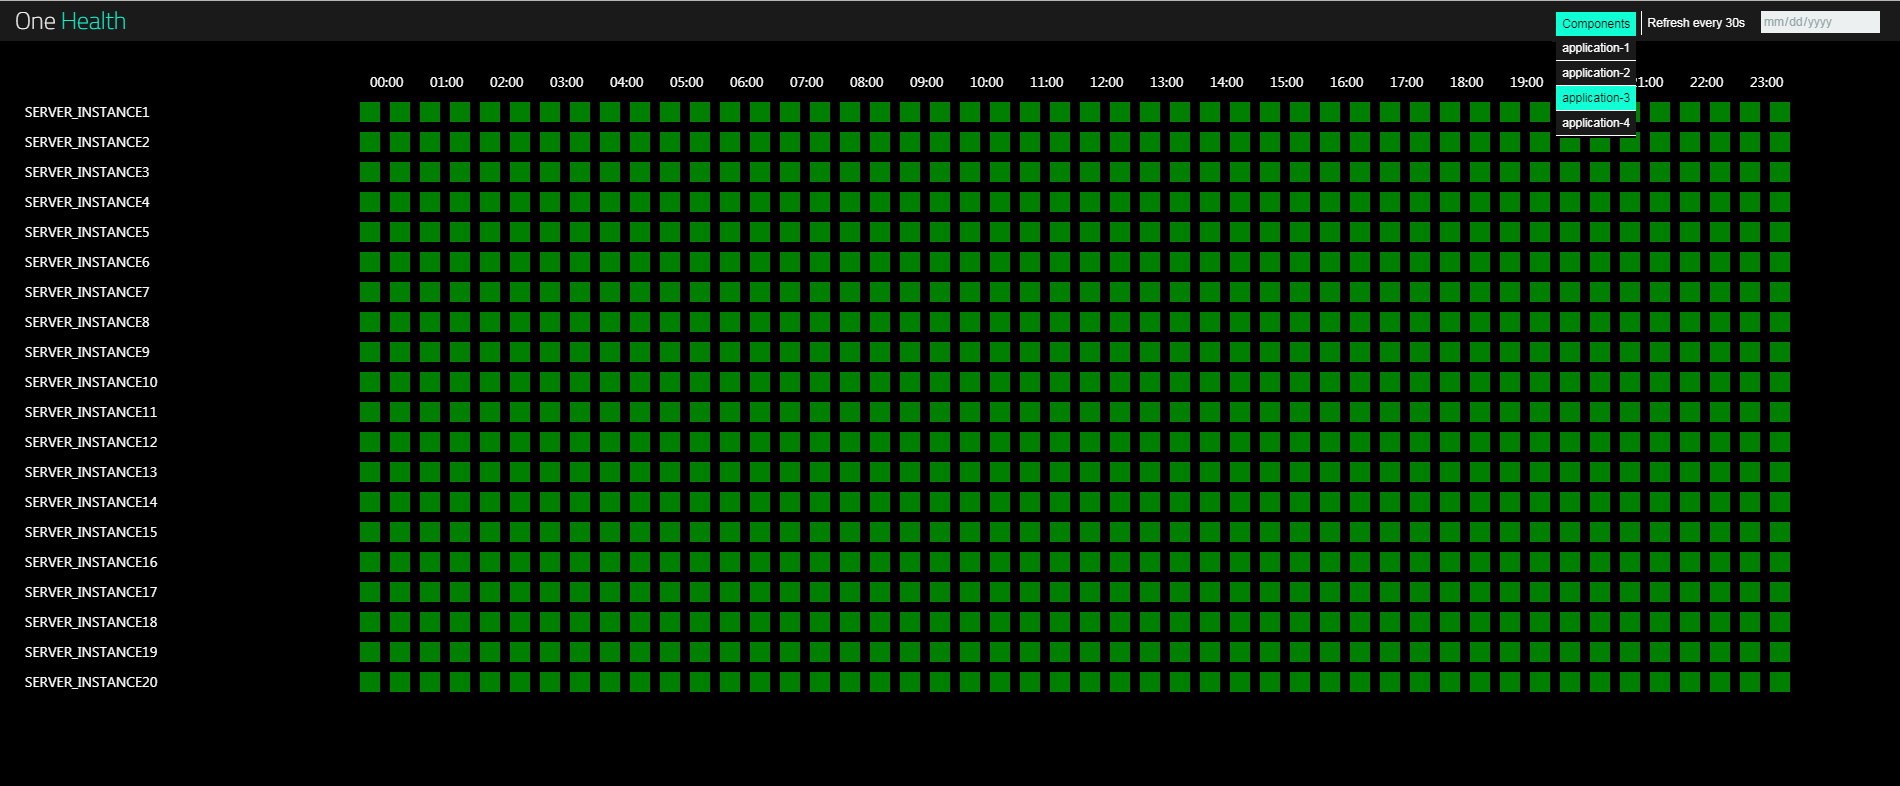 One Health
Components
Refresh every 30s
mm/dd/yyyy
application-1
application-2
application-3
application-4
00:00 01:00 02:00 03:00 04:00 05:00 06:00 07:00 08:00 09:00 10:00 11:00 12:00 13:00 14:00 15:00 16:00 17:00 18:00 19:00 22:00 23:00
SERVER_INSTANCE1
SERVER_INSTANCE2
SERVER_INSTANCE3
SERVER_INSTANCE4
SERVER_INSTANCE5
SERVER_INSTANCE6
SERVER_INSTANCE7
SERVER_INSTANCE8
SERVER_INSTANCE9
SERVER_INSTANCE10
SERVER_INSTANCE11
SERVER_INSTANCE12
SERVER_INSTANCE13
SERVER_INSTANCE14
SERVER_INSTANCE15
SERVER_INSTANCE16
SERVER_INSTANCE17
SERVER_INSTANCE18
SERVER_INSTANCE19
SERVER_INSTANCE20